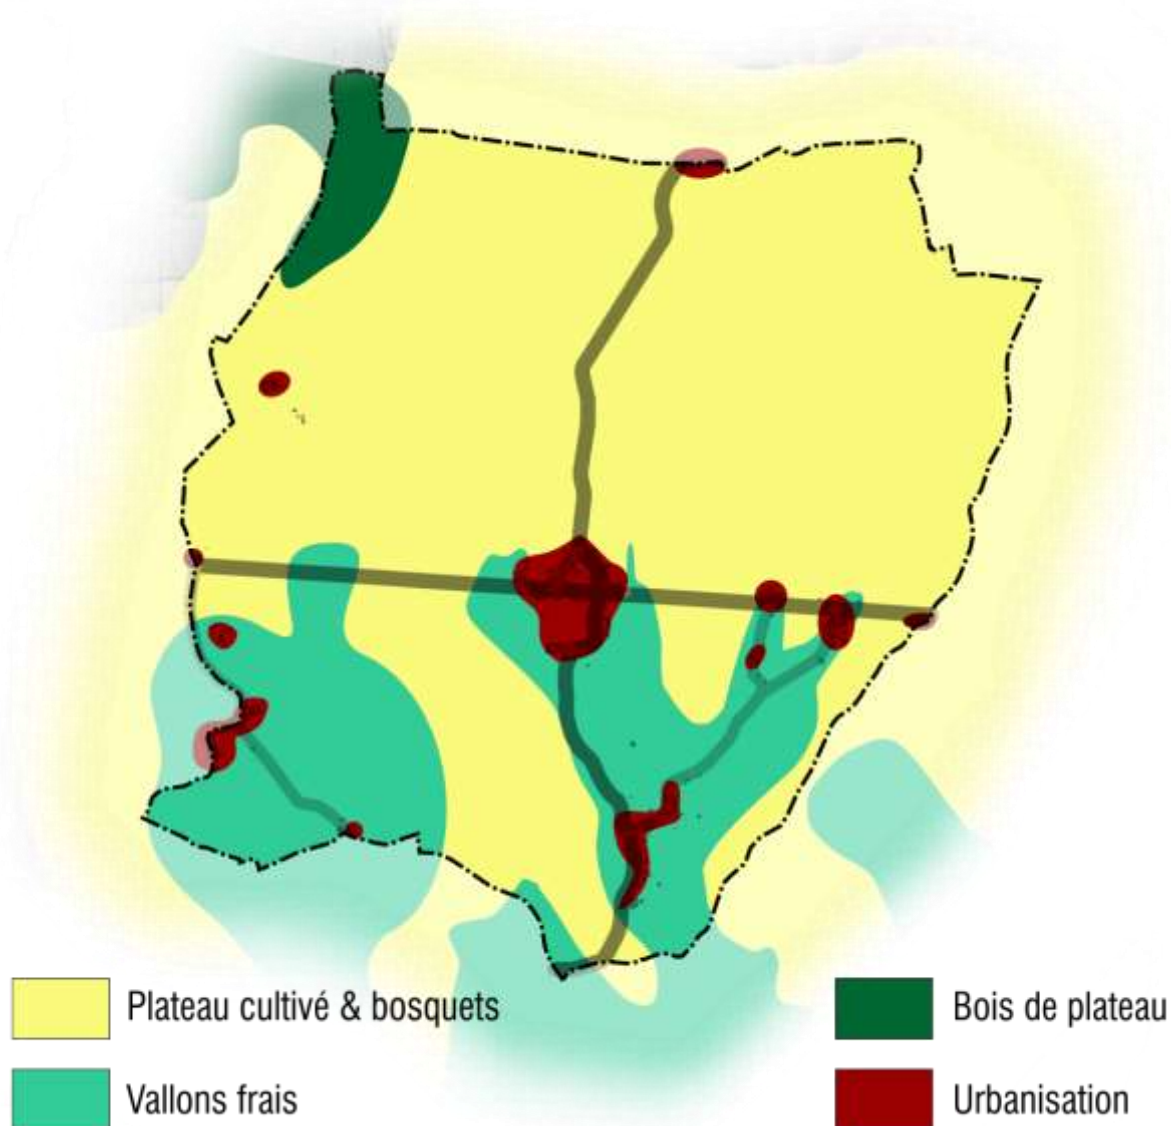 Plateau cultivé & bosquets
Bois de plateau
Vallons frais
Urbanisation